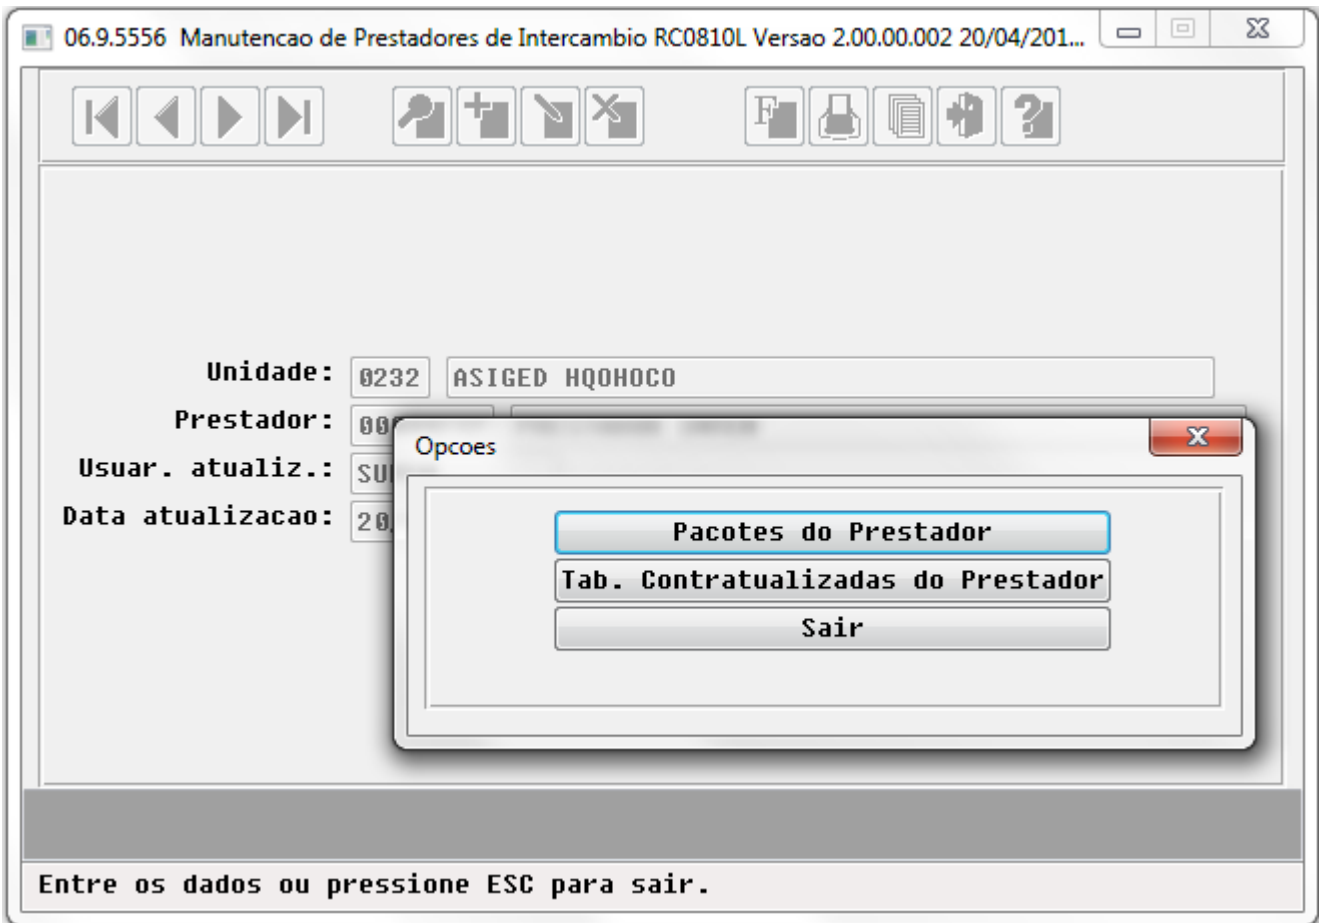 06.9.5556 Manutencao de Prestadores de Intercambio RC0810L Versao 2.00.00.002 20/04/201...
Unidade: 0232 ASIGED HQOHOCO
Prestador:
Usuar. atualiz.:
Data atualizacao: 20/
Opcoes
Pacotes do Prestador
Tab. Contratualizadas do Prestador
Sair
Entre os dados ou pressione ESC para sair.